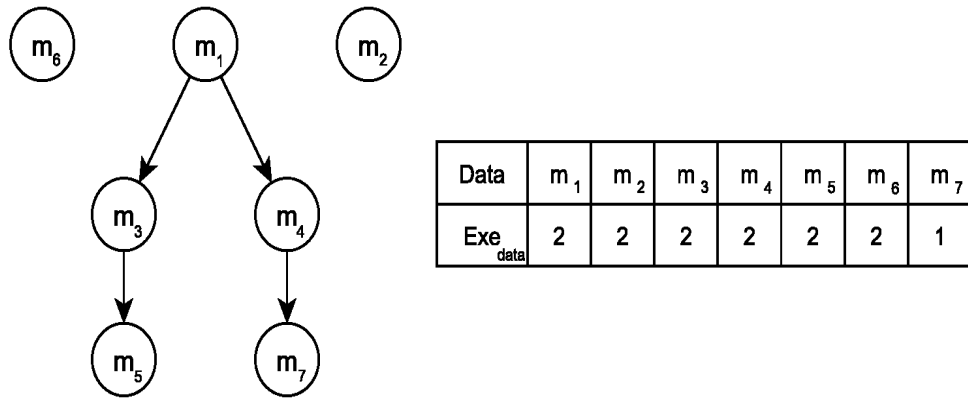 m₆ m₁ m₂
m₃ m₄
m₅ m₇
Data m₁ m₂ m₃ m₄ m₅ m₆ m₇
Exe_data 2 2 2 2 2 2 1